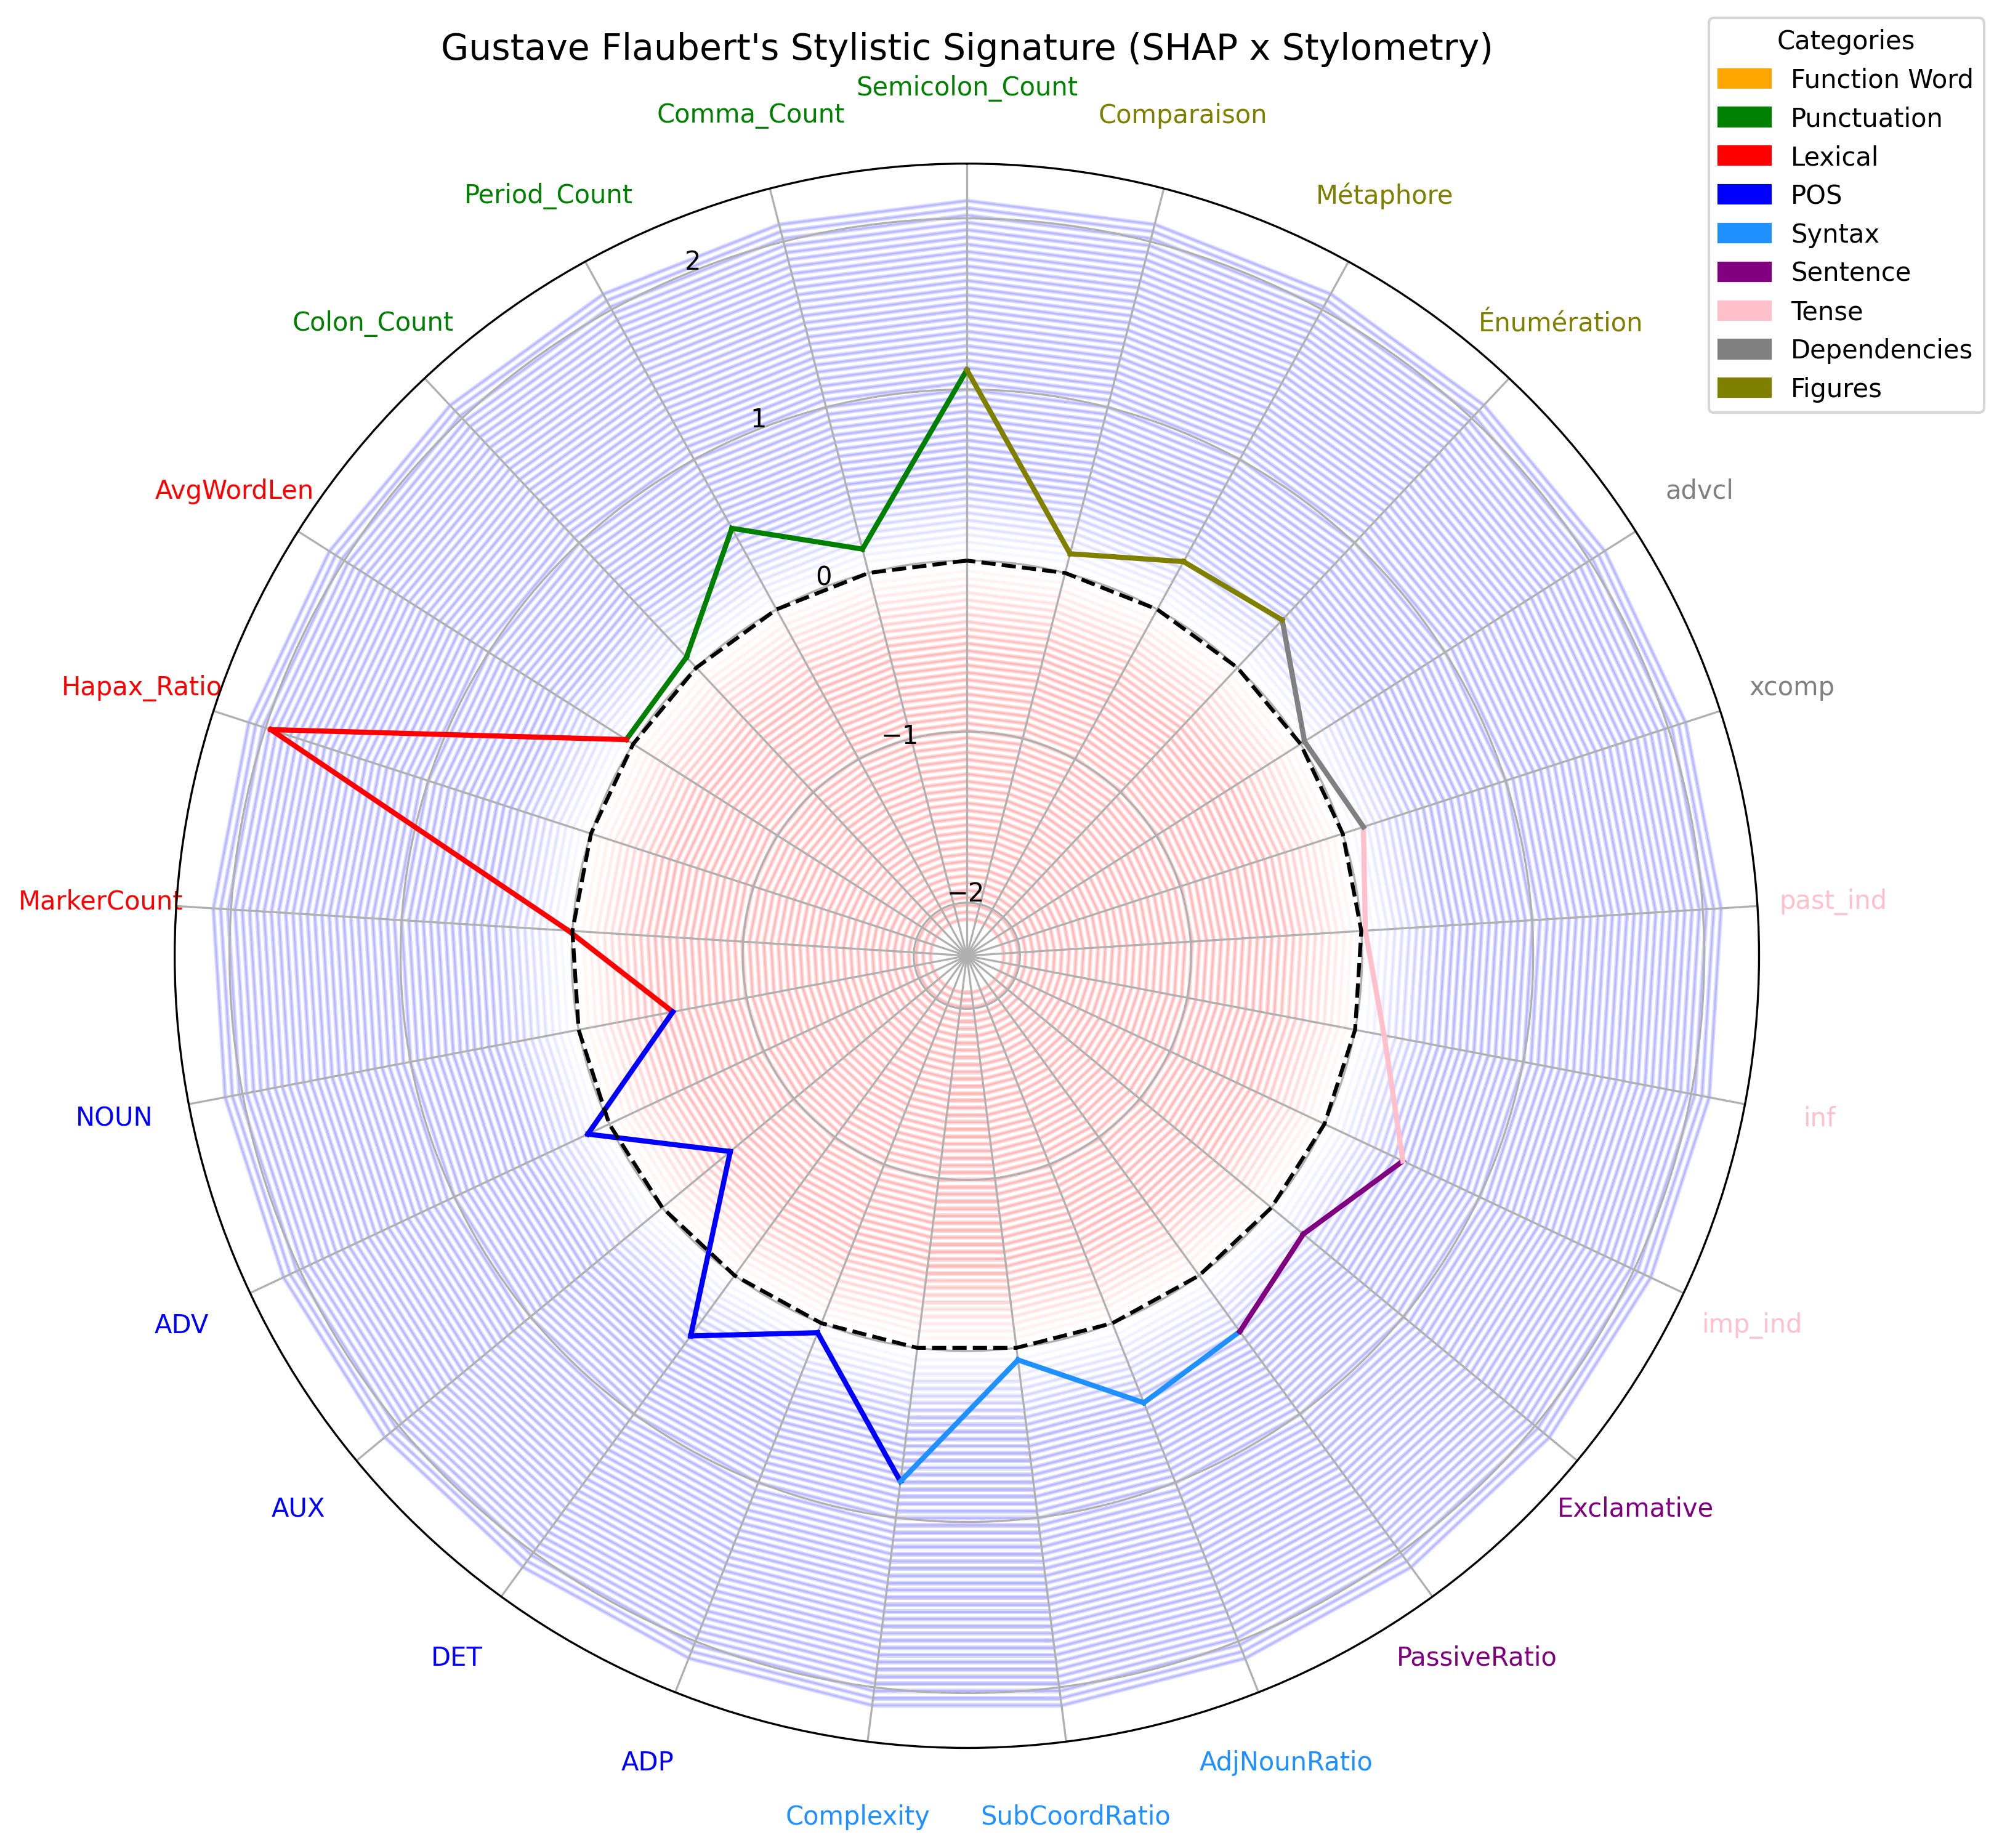 Gustave Flaubert's Stylistic Signature (SHAP x Stylometry)
Categories
Function Word
Punctuation
Lexical
POS
Syntax
Sentence
Tense
Dependencies
Figures
Semicolon_Count
Comma_Count
Comparaison
Period_Count
Métaphore
Colon_Count
Énumération
AvgWordLen
advcl
Hapax_Ratio
xcomp
MarkerCount
past_ind
NOUN
inf
ADV
imp_ind
AUX
Exclamative
DET
PassiveRatio
ADP
AdjNounRatio
Complexity
SubCoordRatio
2
1
0
−1
−2